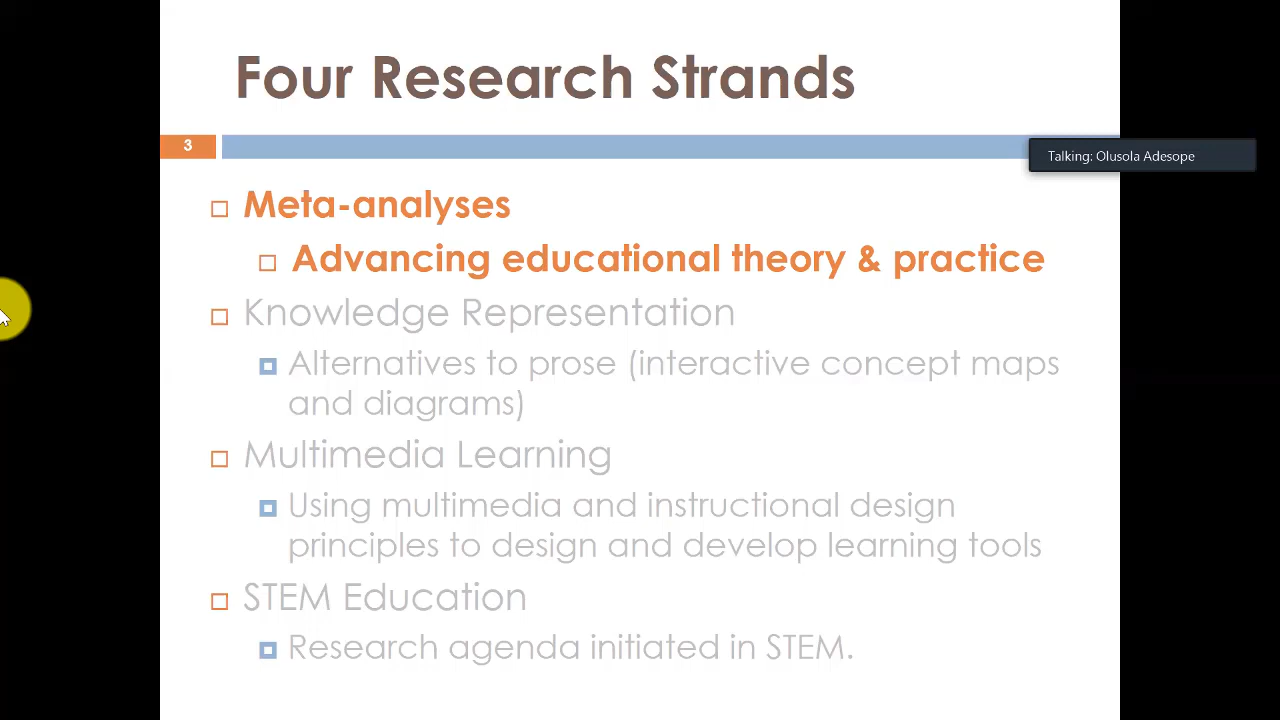 Four Research Strands
3
Talking: Olusola Adesope
Meta-analyses
Advancing educational theory & practice
Knowledge Representation
Alternatives to prose (interactive concept maps
and diagrams)
Multimedia Learning
Using multimedia and instructional design
principles to design and develop learning tools
STEM Education
Research agenda initiated in STEM.